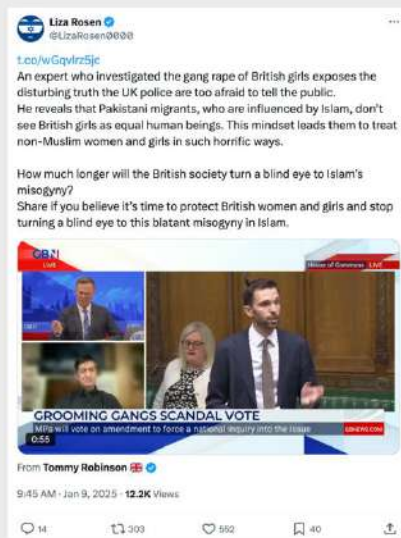 Liza Rosen
@LizaRosen0000
t.co/wGqvIrz5jc
An expert who investigated the gang rape of British girls exposes the
disturbing truth the UK police are too afraid to tell the public.
He reveals that Pakistani migrants, who are influenced by Islam, don't
see British girls as equal human beings. This mindset leads them to treat
non-Muslim women and girls in such horrific ways.
How much longer will the British society turn a blind eye to Islam's
misogyny?
Share if you believe it's time to protect British women and girls and stop
turning a blind eye to this blatant misogyny in Islam.
GBN
LIVE
House of Commons LIVE
GROOMING GANGS SCANDAL VOTE
MPs will vote on amendment to force a national inquiry into the issue
GBNEWS.COM
0:55
From Tommy Robinson
9:45 AM · Jan 9, 2025 · 12.2K Views
14
303
552
40